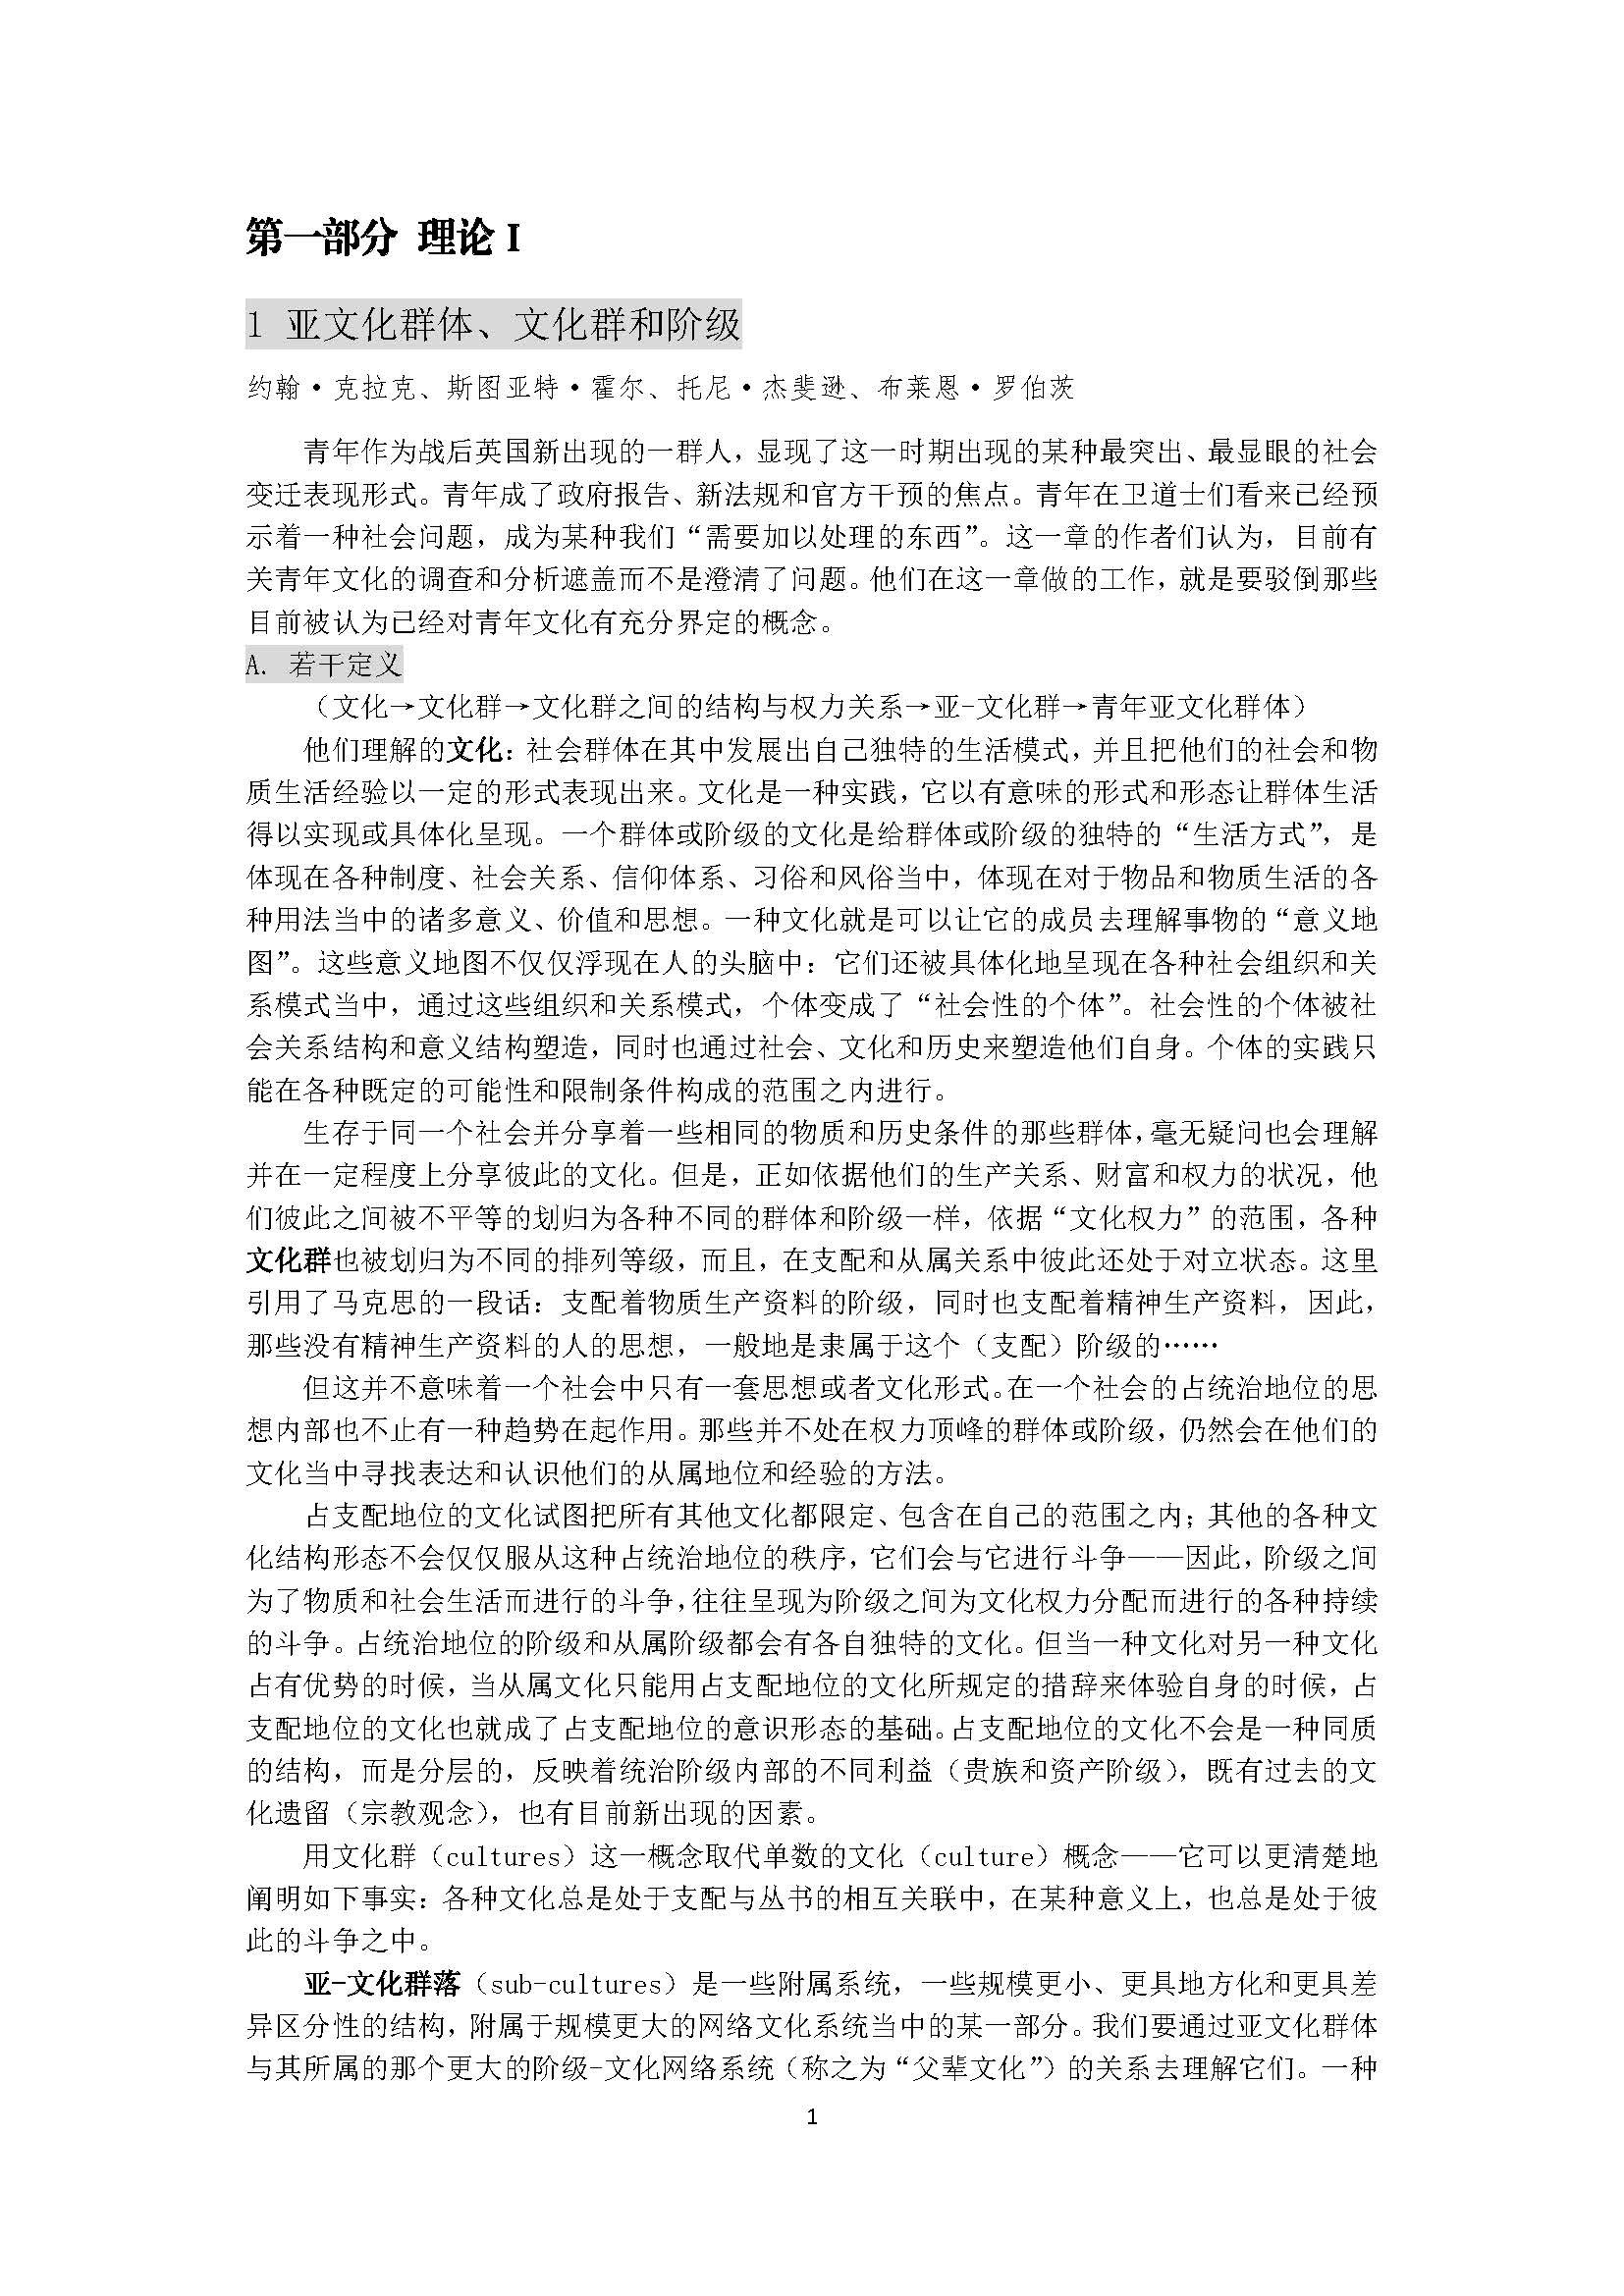 第一部分 理论 I
1 亚文化群体、文化群和阶级
约翰·克拉克、斯图亚特·霍尔、托尼·杰斐逊、布莱恩·罗伯茨
青年作为战后英国新出现的一群人，显现了这一时期出现的某种最突出、最显眼的社会
变迁表现形式。青年成了政府报告、新法规和官方干预的焦点。青年在卫道士们看来已经预
示着一种社会问题，成为某种我们“需要加以处理的东西”。这一章的作者们认为，目前有
关青年文化的调查和分析遮盖而不是澄清了问题。他们在这一章做的工作，就是要驳倒那些
目前被认为已经对青年文化有充分界定的概念。
A. 若干定义
（文化→文化群→文化群之间的结构与权力关系→亚-文化群→青年亚文化群体）
他们理解的文化：社会群体在其中发展出自己独特的生活模式，并且把他们的社会和物
质生活经验以一定的形式表现出来。文化是一种实践，它以有意味的形式和形态让群体生活
得以实现或具体化呈现。一个群体或阶级的文化是给群体或阶级的独特的“生活方式”，是
体现在各种制度、社会关系、信仰体系、习俗和风俗当中，体现在对于物品和物质生活的各
种用法当中的诸多意义、价值和思想。一种文化就是可以让它的成员去理解事物的“意义地
图”。这些意义地图不仅仅浮现在人的头脑中：它们还被具体化地呈现在各种社会组织和关
系模式当中，通过这些组织和关系模式，个体变成了“社会性的个体”。社会性的个体被社
会关系结构和意义结构塑造，同时也通过社会、文化和历史来塑造他们自身。个体的实践只
能在各种既定的可能性和限制条件构成的范围之内进行。
生存于同一个社会并分享着一些相同的物质和历史条件的那些群体，毫无疑问也会理解
并在一定程度上分享彼此的文化。但是，正如依据他们的生产关系、财富和权力的状况，他
们彼此之间被不平等的划归为各种不同的群体和阶级一样，依据“文化权力”的范围，各种
文化群也被划归为不同的排列等级，而且，在支配和从属关系中彼此还处于对立状态。这里
引用了马克思的一段话：支配着物质生产资料的阶级，同时也支配着精神生产资料，因此，
那些没有精神生产资料的人的思想，一般地是隶属于这个（支配）阶级的……
但这并不意味着一个社会中只有一套思想或者文化形式。在一个社会的占统治地位的思
想内部也不止有一种趋势在起作用。那些并不处在权力顶峰的群体或阶级，仍然会在他们的
文化当中寻找表达和认识他们的从属地位和经验的方法。
占支配地位的文化试图把所有其他文化都限定、包含在自己的范围之内；其他的各种文
化结构形态不会仅仅服从这种占统治地位的秩序，它们会与它进行斗争——因此，阶级之间
为了物质和社会生活而进行的斗争，往往呈现为阶级之间为文化权力分配而进行的各种持续
的斗争。占统治地位的阶级和从属阶级都会有各自独特的文化。但当一种文化对另一种文化
占有优势的时候，当从属文化只能用占支配地位的文化所规定的措辞来体验自身的时候，占
支配地位的文化也就成了占支配地位的意识形态的基础。占支配地位的文化不会是一种同质
的结构，而是分层的，反映着统治阶级内部的不同利益（贵族和资产阶级），既有过去的文
化遗留（宗教观念），也有目前新出现的因素。
用文化群（cultures）这一概念取代单数的文化（culture）概念——它可以更清楚地
阐明如下事实：各种文化总是处于支配与丛书的相互关联中，在某种意义上，也总是处于彼
此的斗争之中。
亚-文化群落（sub-cultures）是一些附属系统，一些规模更小、更具地方化和更具差
异区分性的结构，附属于规模更大的网络文化系统当中的某一部分。我们要通过亚文化群体
与其所属的那个更大的阶级-文化网络系统（称之为“父辈文化”）的关系去理解它们。一种
1